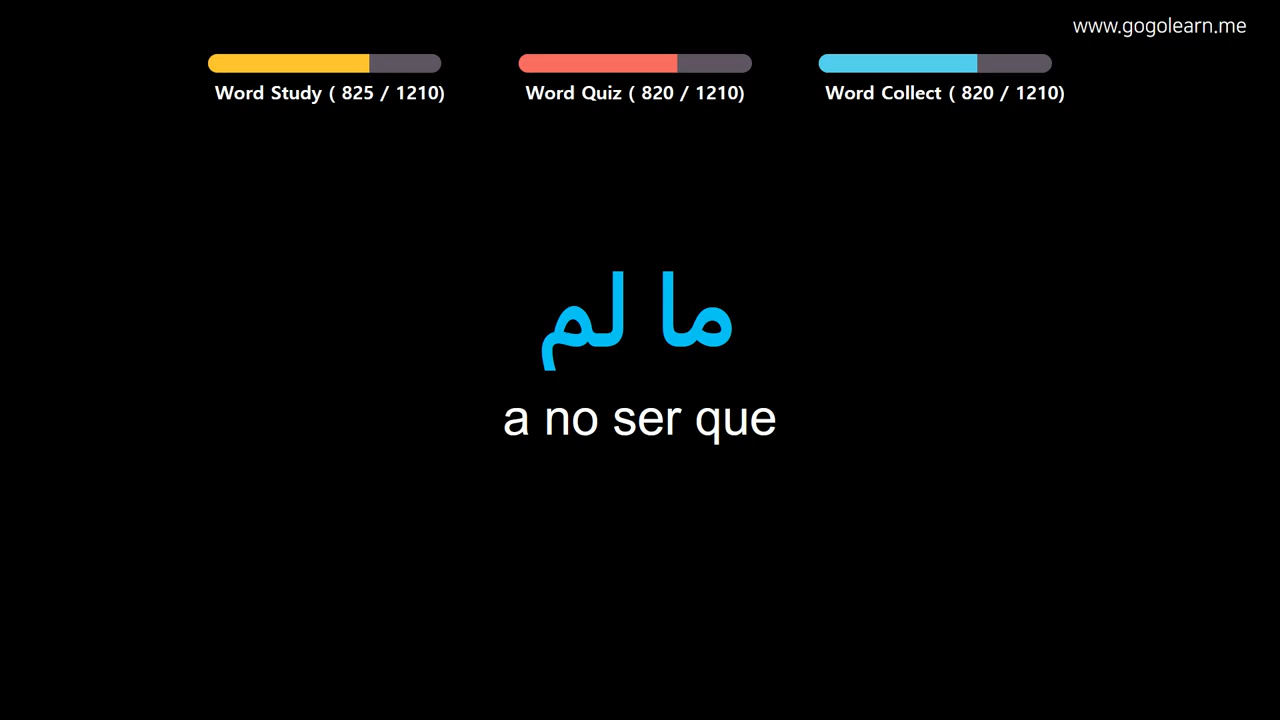 www.gogolearn.me
Word Study ( 825 / 1210)
Word Quiz ( 820 / 1210)
Word Collect ( 820 / 1210)
ما لم
a no ser que